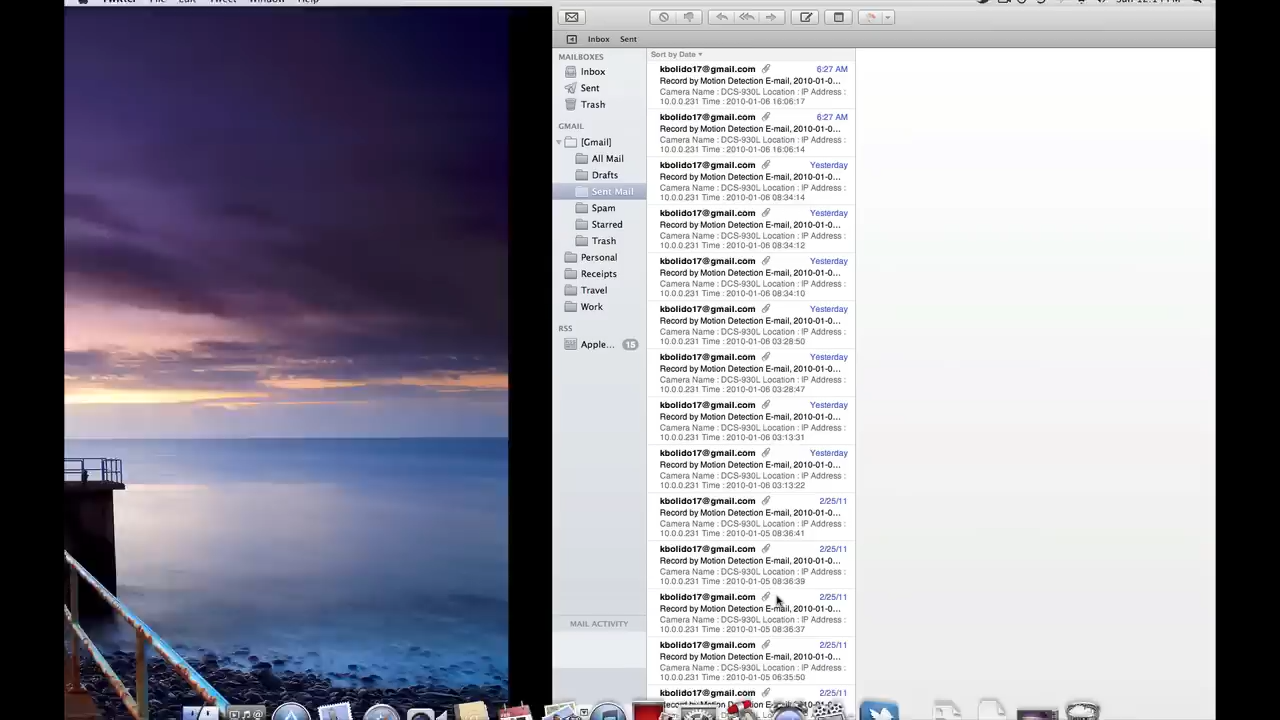 Twitter File Edit Tweet Window Help
Inbox Sent
MAILBOXES
Inbox
Sent
Trash
GMAIL
[Gmail]
All Mail
Drafts
Sent Mail
Spam
Starred
Trash
Personal
Receipts
Travel
Work
RSS
Apple... 15
MAIL ACTIVITY
Sort by Date ▾
kbolido17@gmail.com 6:27 AM
Record by Motion Detection E-mail, 2010-01-0...
Camera Name : DCS-930L Location : IP Address :
10.0.0.231 Time : 2010-01-06 16:06:17
kbolido17@gmail.com 6:27 AM
Record by Motion Detection E-mail, 2010-01-0...
Camera Name : DCS-930L Location : IP Address :
10.0.0.231 Time : 2010-01-06 16:06:14
kbolido17@gmail.com Yesterday
Record by Motion Detection E-mail, 2010-01-0...
Camera Name : DCS-930L Location : IP Address :
10.0.0.231 Time : 2010-01-06 08:34:14
kbolido17@gmail.com Yesterday
Record by Motion Detection E-mail, 2010-01-0...
Camera Name : DCS-930L Location : IP Address :
10.0.0.231 Time : 2010-01-06 08:34:12
kbolido17@gmail.com Yesterday
Record by Motion Detection E-mail, 2010-01-0...
Camera Name : DCS-930L Location : IP Address :
10.0.0.231 Time : 2010-01-06 08:34:10
kbolido17@gmail.com Yesterday
Record by Motion Detection E-mail, 2010-01-0...
Camera Name : DCS-930L Location : IP Address :
10.0.0.231 Time : 2010-01-06 03:28:50
kbolido17@gmail.com Yesterday
Record by Motion Detection E-mail, 2010-01-0...
Camera Name : DCS-930L Location : IP Address :
10.0.0.231 Time : 2010-01-06 03:28:47
kbolido17@gmail.com Yesterday
Record by Motion Detection E-mail, 2010-01-0...
Camera Name : DCS-930L Location : IP Address :
10.0.0.231 Time : 2010-01-06 03:13:31
kbolido17@gmail.com Yesterday
Record by Motion Detection E-mail, 2010-01-0...
Camera Name : DCS-930L Location : IP Address :
10.0.0.231 Time : 2010-01-06 03:13:22
kbolido17@gmail.com 2/25/11
Record by Motion Detection E-mail, 2010-01-0...
Camera Name : DCS-930L Location : IP Address :
10.0.0.231 Time : 2010-01-05 08:36:41
kbolido17@gmail.com 2/25/11
Record by Motion Detection E-mail, 2010-01-0...
Camera Name : DCS-930L Location : IP Address :
10.0.0.231 Time : 2010-01-05 08:36:39
kbolido17@gmail.com 2/25/11
Record by Motion Detection E-mail, 2010-01-0...
Camera Name : DCS-930L Location : IP Address :
10.0.0.231 Time : 2010-01-05 08:36:37
kbolido17@gmail.com 2/25/11
Record by Motion Detection E-mail, 2010-01-0...
Camera Name : DCS-930L Location : IP Address :
10.0.0.231 Time : 2010-01-05 06:35:50
kbolido17@gmail.com 2/25/11